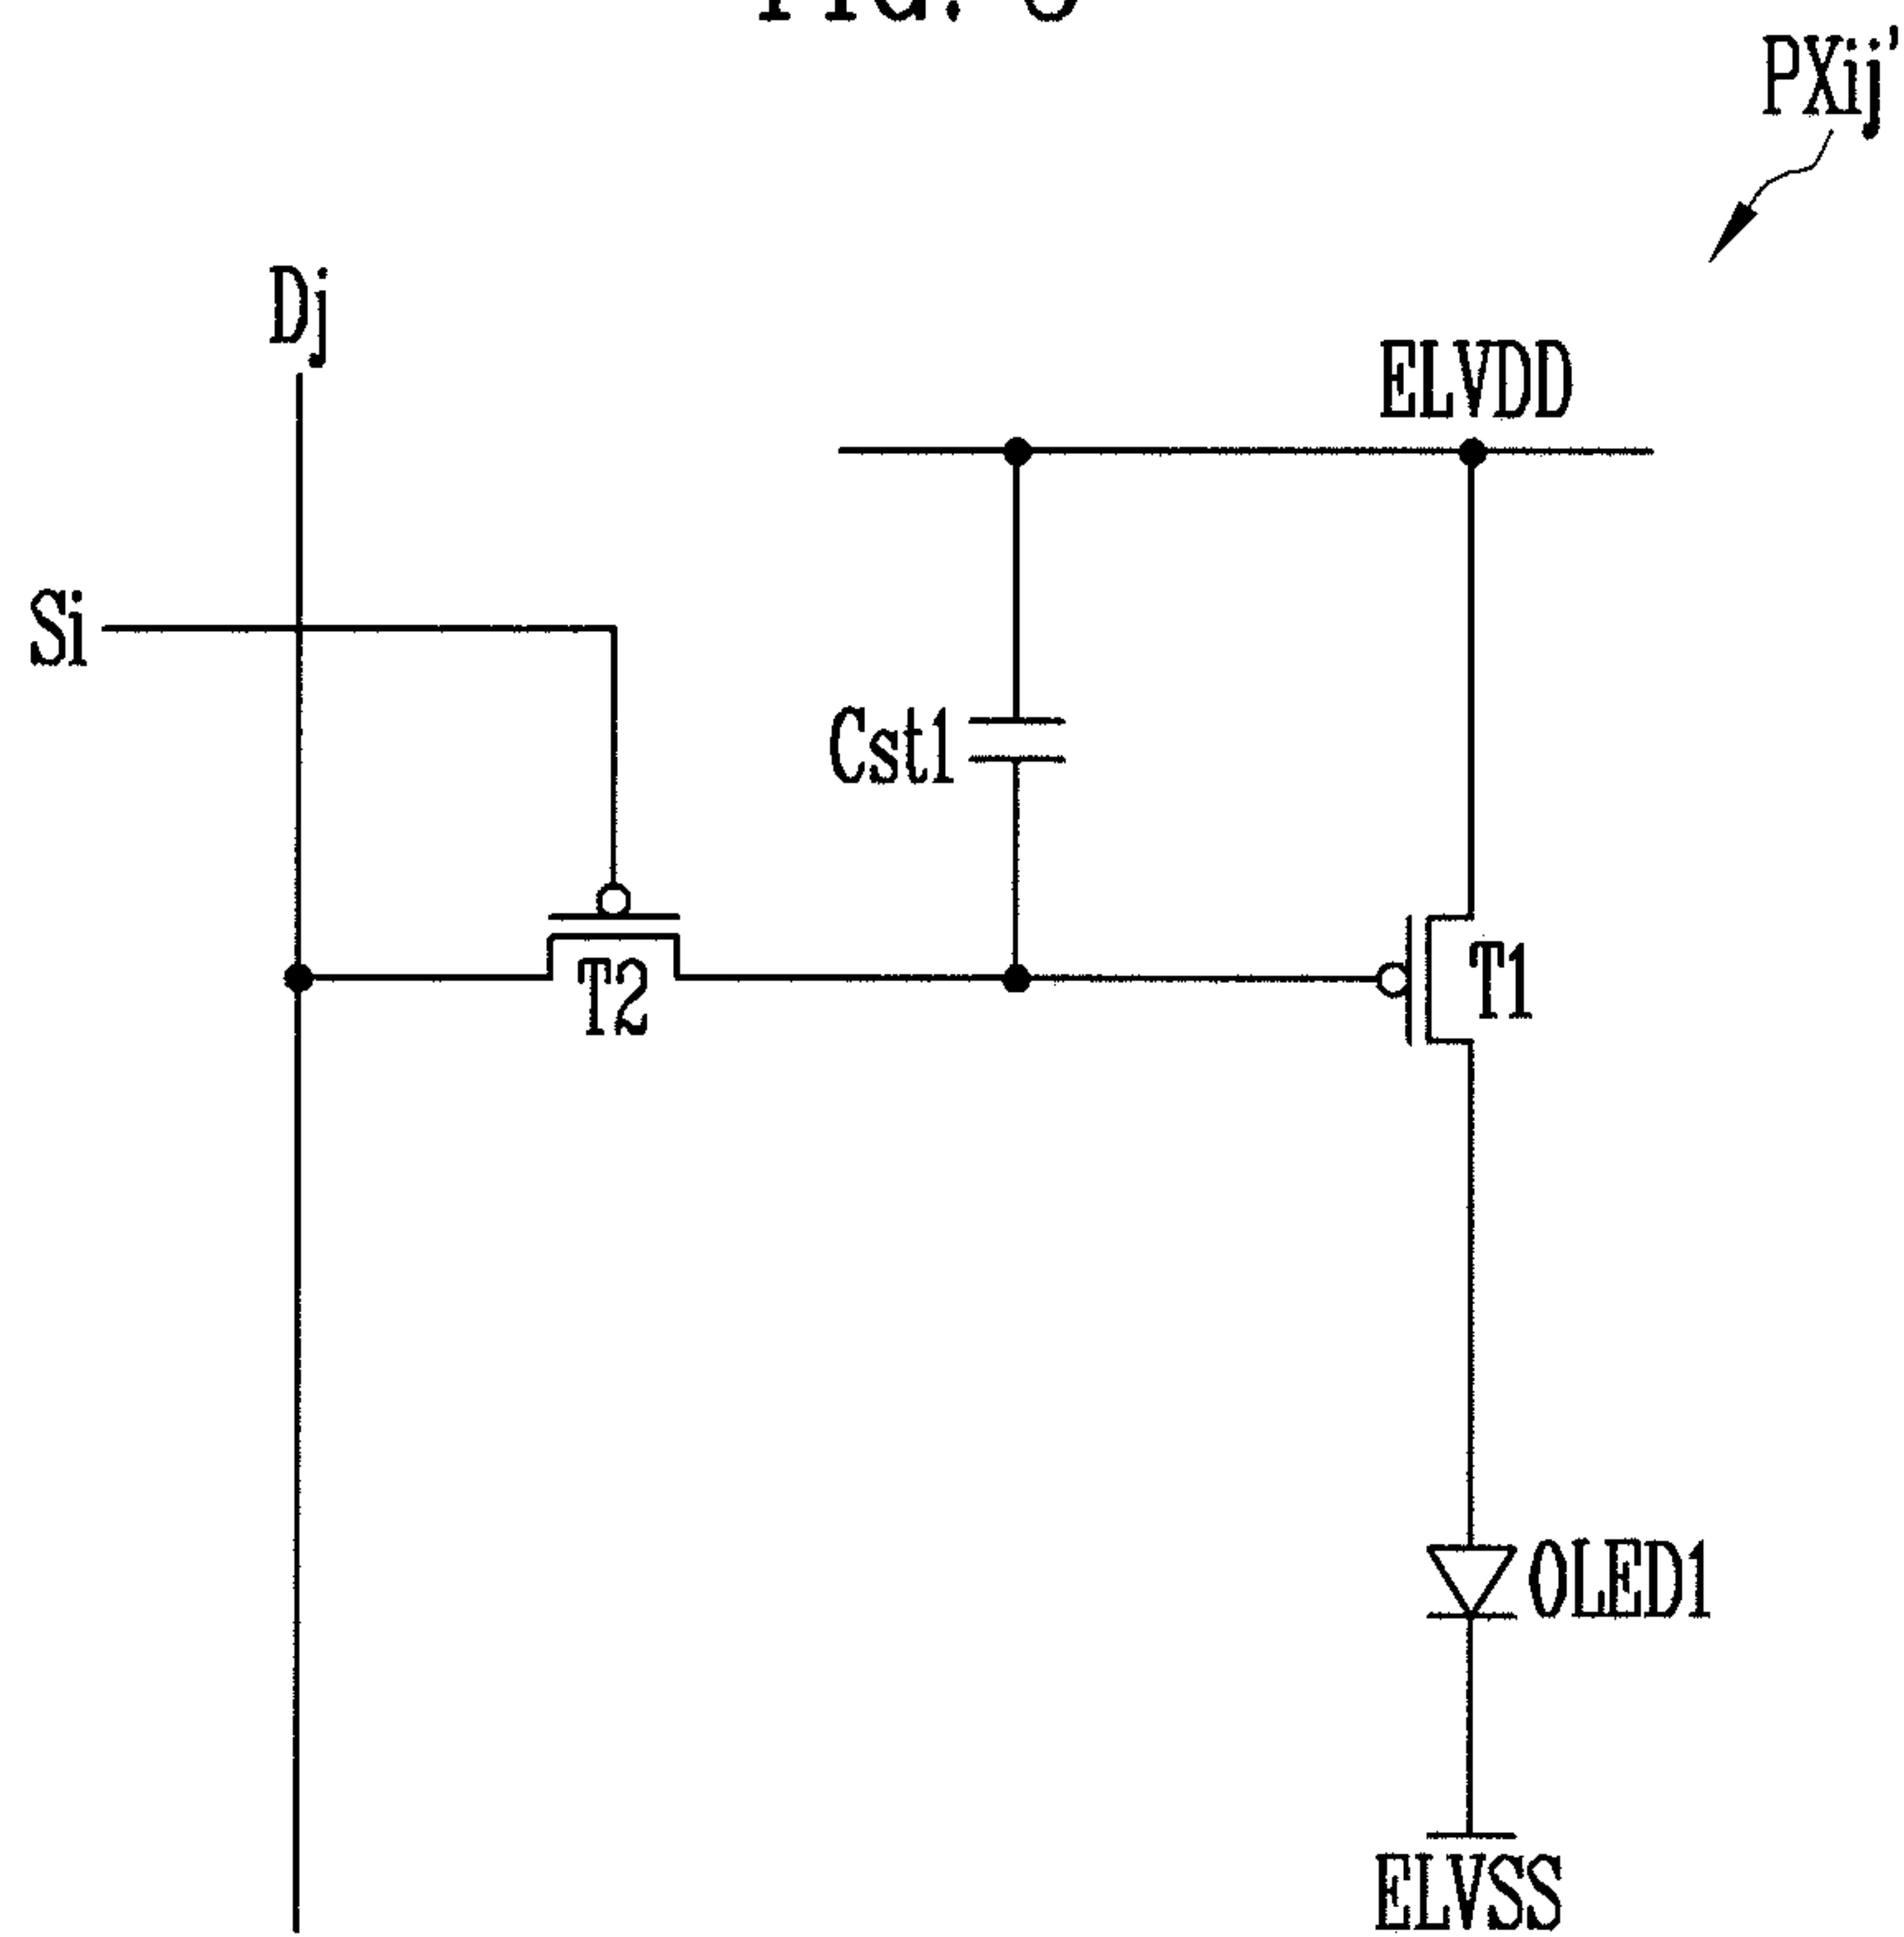 PXij'
Dj
ELVDD
Si
Cst1
T2
T1
OLED1
ELVSS